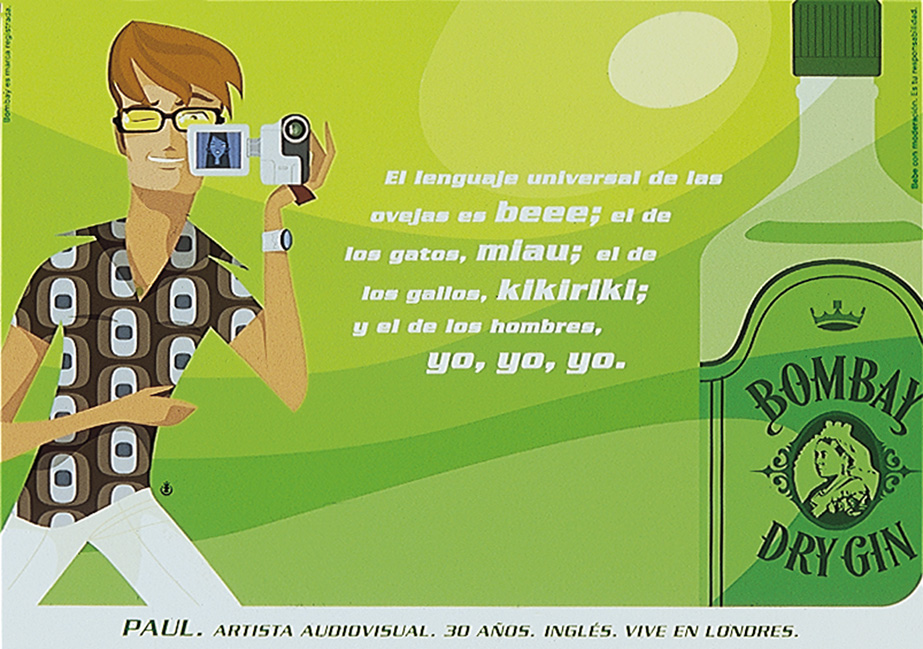 Bombay es marca registrada.
Bebe con moderación. Es tu responsabilidad.
El lenguaje universal de las
ovejas es beee; el de
los gatos, miau; el de
los gallos, kikiriki;
y el de los hombres,
yo, yo, yo.
BOMBAY
DRY GIN
PAUL. ARTISTA AUDIOVISUAL. 30 AÑOS. INGLÉS. VIVE EN LONDRES.